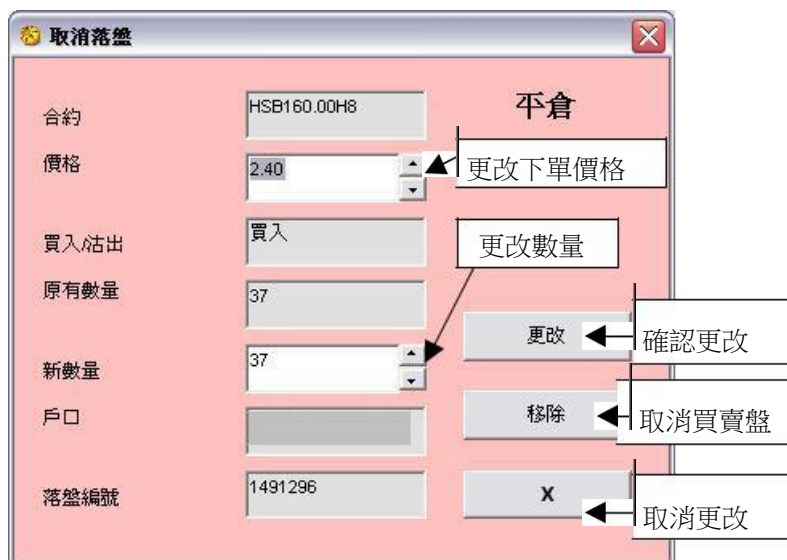 取消落盤
合約
HSB160.00H8
平倉
價格
2.40
更改下單價格
買入/沽出
買入
更改數量
原有數量
37
更改
確認更改
新數量
37
戶口
移除
取消買賣盤
落盤編號
1491296
X
取消更改